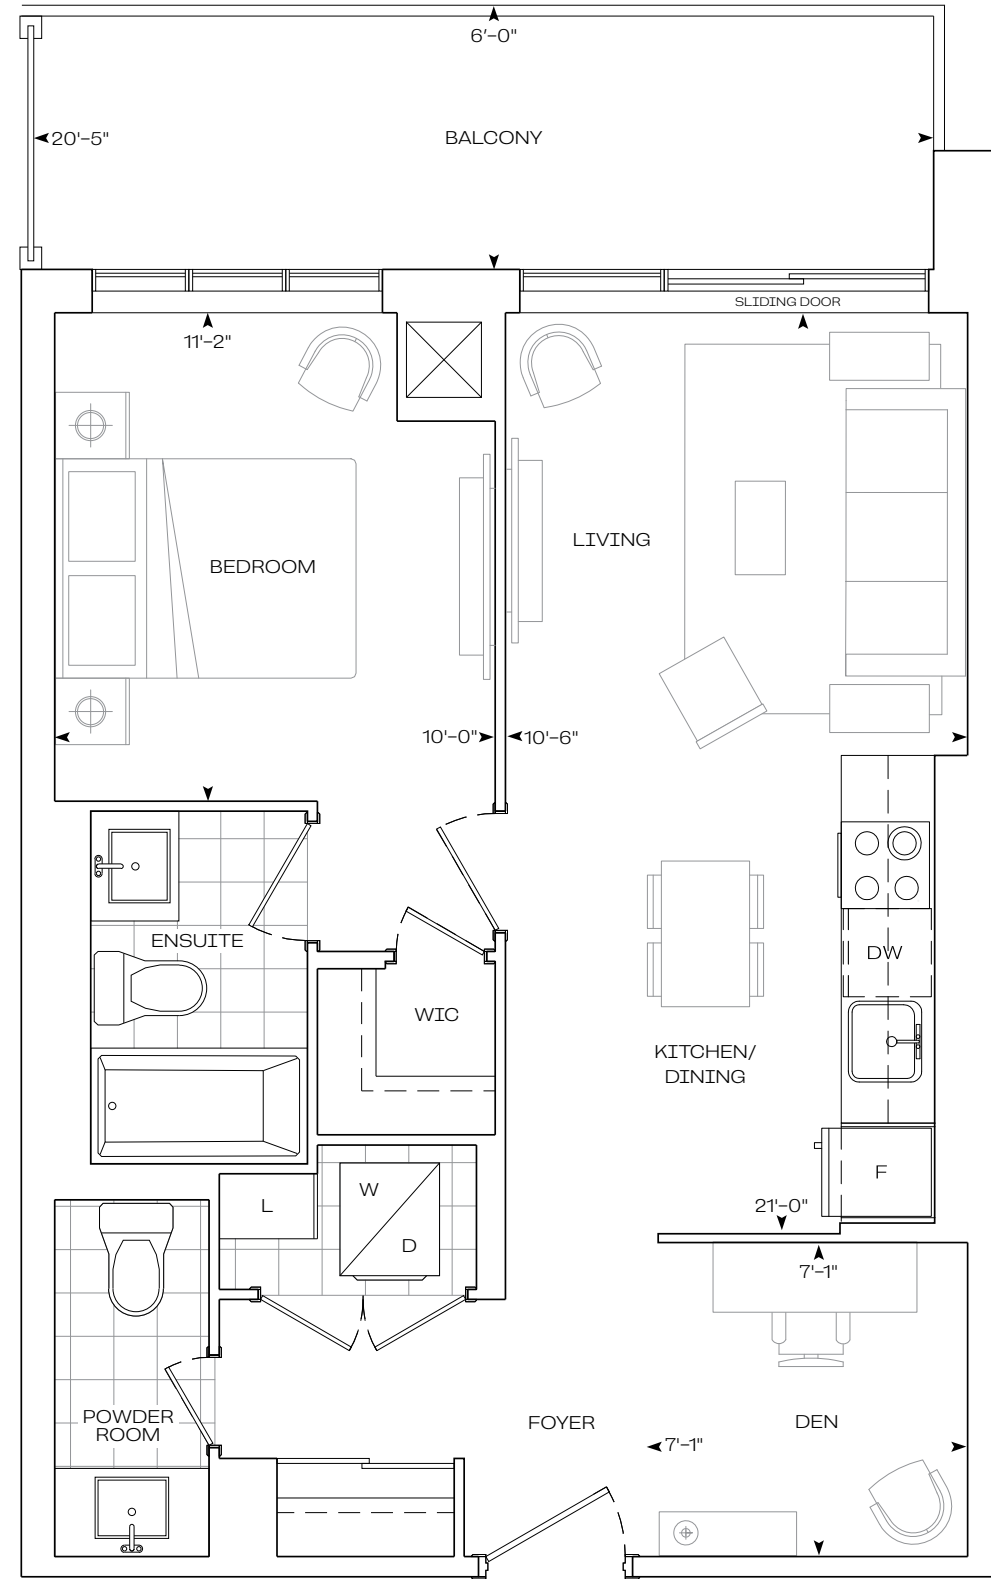 6'-0"
20'-5"
BALCONY
SLIDING DOOR
11'-2"
LIVING
BEDROOM
10'-0"
10'-6"
ENSUITE
DW
WIC
KITCHEN/
DINING
F
W
L
21'-0"
D
7'-1"
POWDER
ROOM
FOYER
DEN
7'-1"